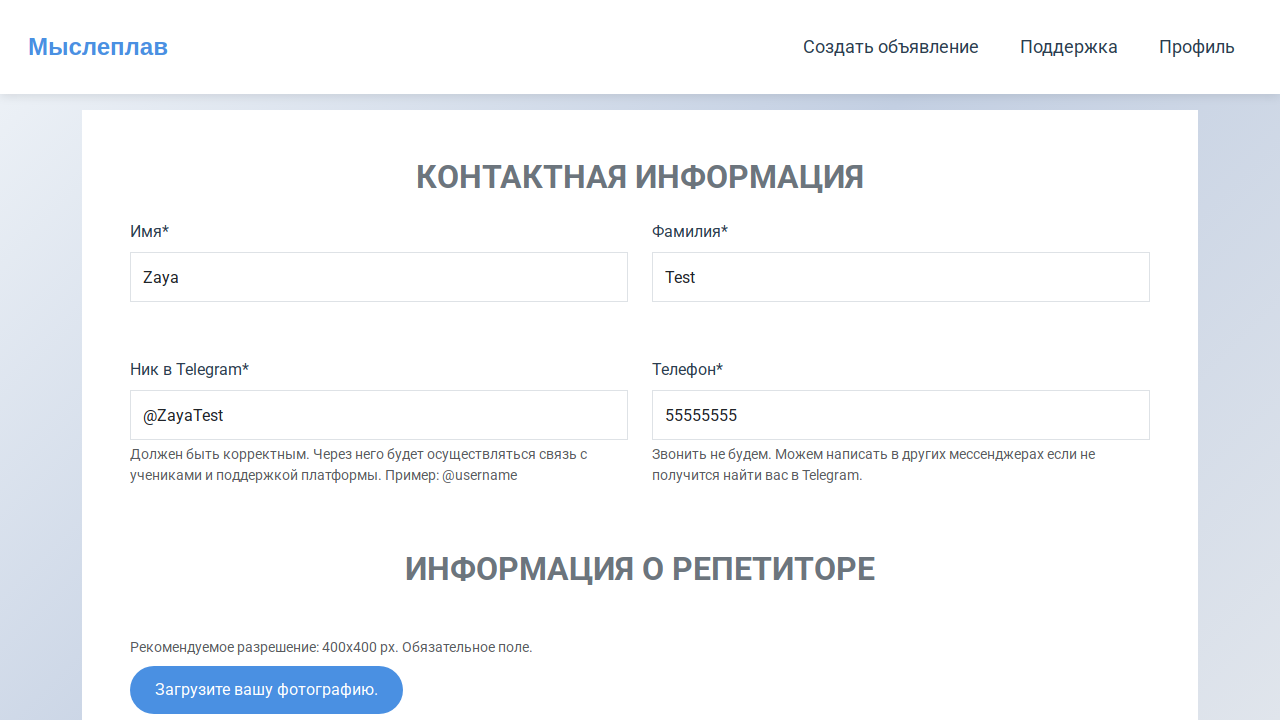 Мыслеплав
Создать объявление Поддержка Профиль
КОНТАКТНАЯ ИНФОРМАЦИЯ
Имя* Фамилия*
Zaya Test
Ник в Telegram* Телефон*
@ZayaTest 55555555
Должен быть корректным. Через него будет осуществляться связь с
учениками и поддержкой платформы. Пример: @username
Звонить не будем. Можем написать в других мессенджерах если не
получится найти вас в Telegram.
ИНФОРМАЦИЯ О РЕПЕТИТОРЕ
Рекомендуемое разрешение: 400x400 px. Обязательное поле.
Загрузите вашу фотографию.